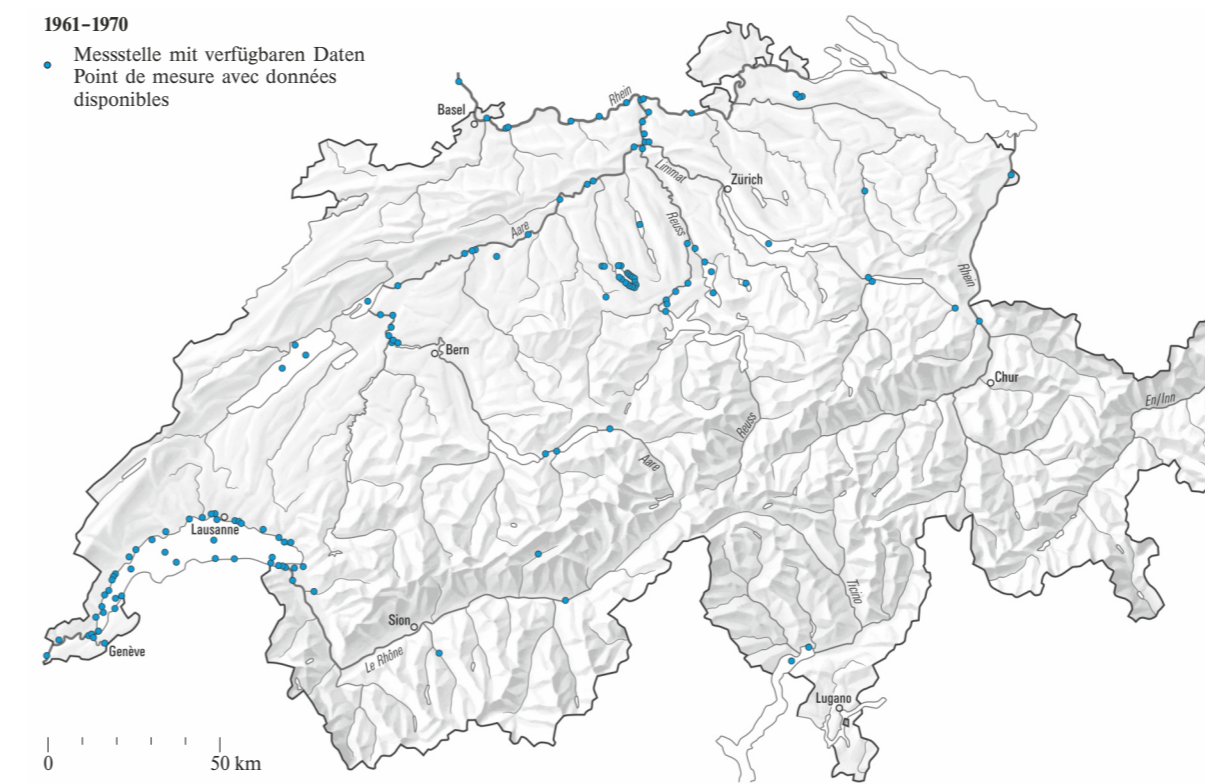 1961–1970
Messstelle mit verfügbaren Daten
Point de mesure avec données
disponibles
Basel
Rhein
Limmat
Zürich
Reuss
Aare
Rhein
Bern
Chur
En/Inn
Reuss
Aare
Lausanne
Ticino
Sion
Genève
Le Rhône
Lugano
0
50 km